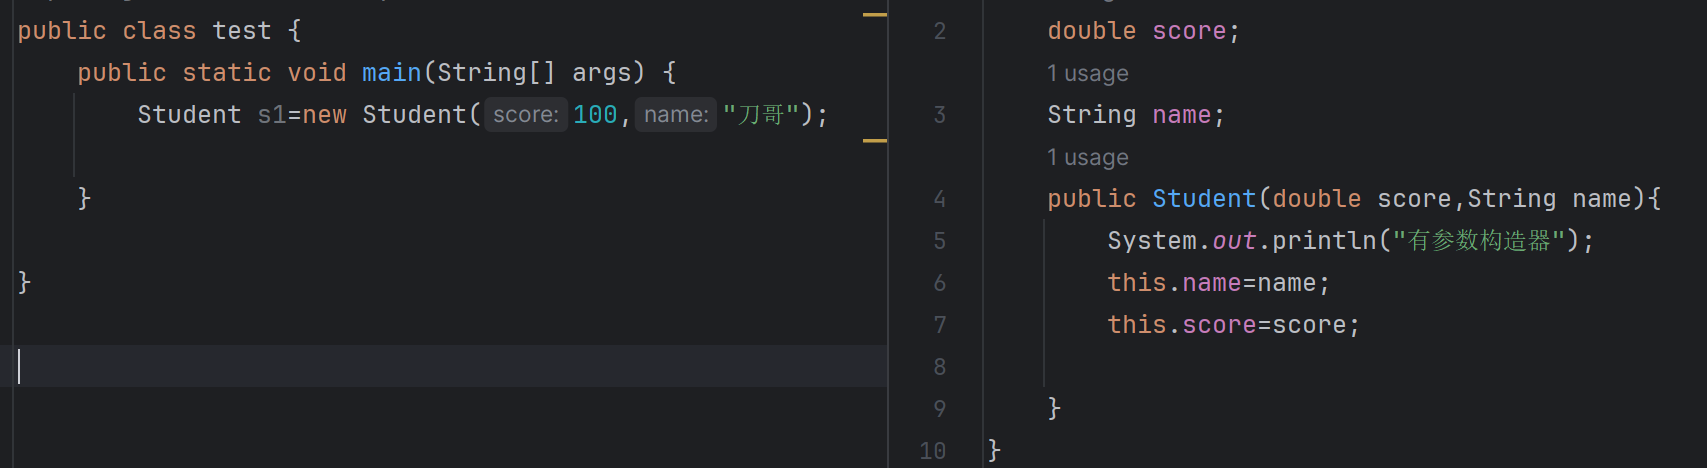 public class test {
public static void main(String[] args) {
Student s1=new Student( score: 100, name: "刀哥");
}
}
2 double score;
1 usage
3 String name;
1 usage
4 public Student(double score,String name){
5 System.out.println("有参数构造器");
6 this.name=name;
7 this.score=score;
8
9 }
10 }